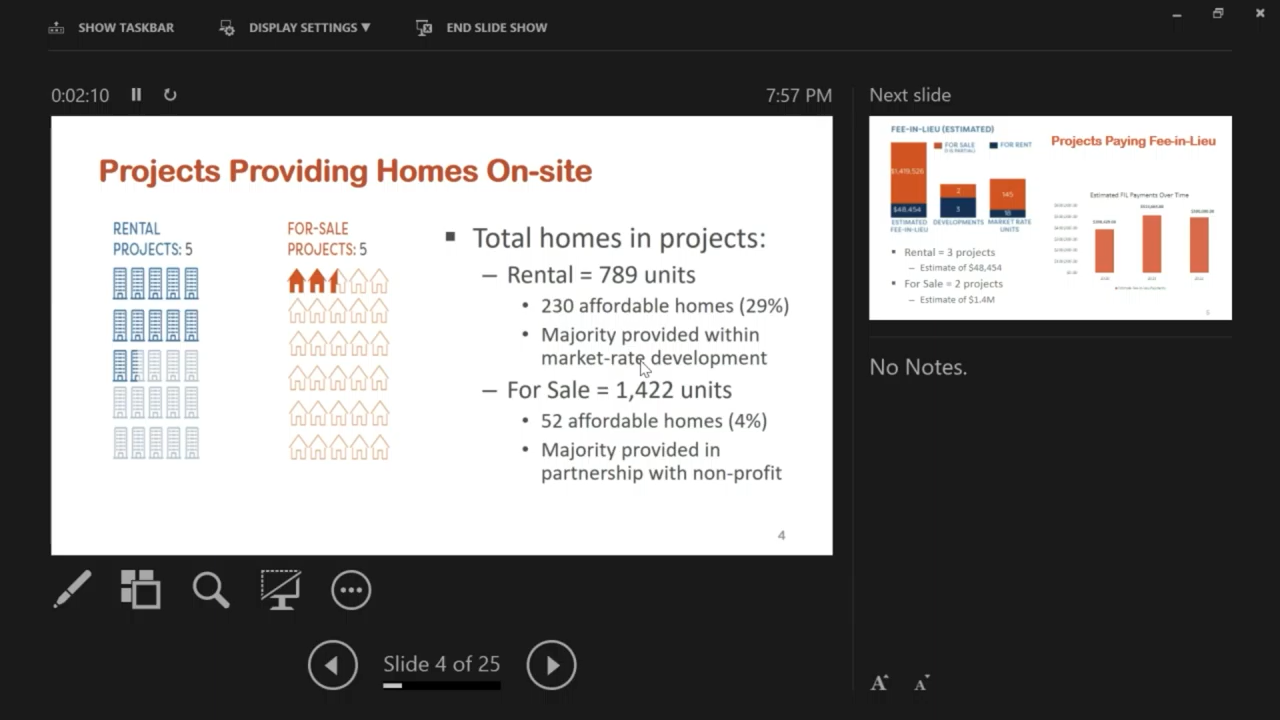 SHOW TASKBAR
DISPLAY SETTINGS ▼
END SLIDE SHOW
0:02:10
7:57 PM
Projects Providing Homes On-site
RENTAL
PROJECTS: 5
FOR-SALE
PROJECTS: 5
▪ Total homes in projects:
– Rental = 789 units
• 230 affordable homes (29%)
• Majority provided within
market-rate development
– For Sale = 1,422 units
• 52 affordable homes (4%)
• Majority provided in
partnership with non-profit
4
Slide 4 of 25
Next slide
FEE-IN-LIEU (ESTIMATED)
FOR SALE
FOR RENT
$1,419,526
$48,454
2
3
145
ESTIMATED
FEE-IN-LIEU
DEVELOPMENTS
MARKET RATE
UNITS
Projects Paying Fee-in-Lieu
Estimated FIL Payments Over Time
▪ Rental = 3 projects
– Estimate of $48,454
▪ For Sale = 2 projects
– Estimate of $1.4M
No Notes.